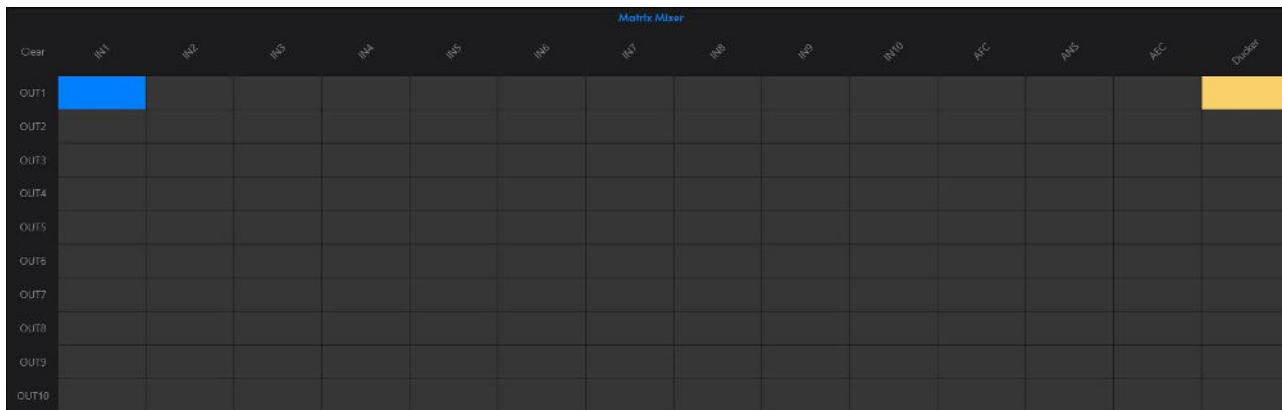 Matrix Mixer
Clear IN1 IN2 IN3 IN4 IN5 IN6 IN7 IN8 IN9 IN10 AFC ANS AEC Ducker
OUT1
OUT2
OUT3
OUT4
OUT5
OUT6
OUT7
OUT8
OUT9
OUT10